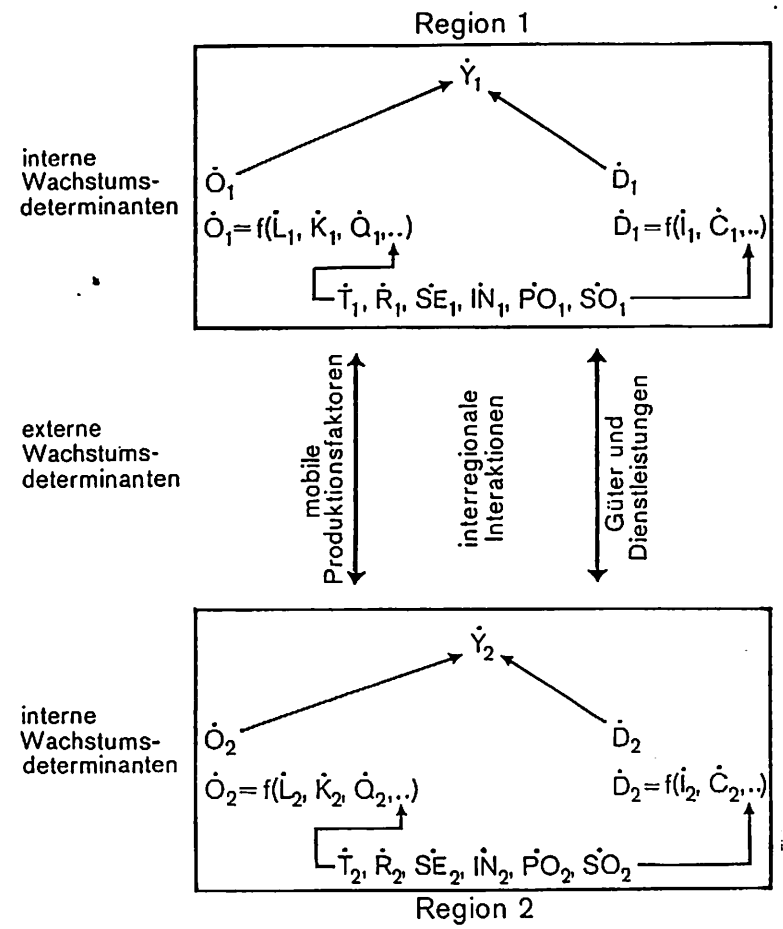 Region 1
Ẏ₁
interne
Wachstums-
determinanten
Ȯ₁
Ḋ₁
Ȯ₁=f(L̇₁, K̇₁, Q̇₁,..)
Ḋ₁=f(İ₁, Ċ₁,..)
Ṫ₁, Ṙ₁, SĖ₁, IṄ₁, PȮ₁, SȮ₁
externe
Wachstums-
determinanten
mobile
Produktionsfaktoren
interregionale
Interaktionen
Güter und
Dienstleistungen
Ẏ₂
interne
Wachstums-
determinanten
Ȯ₂
Ḋ₂
Ȯ₂=f(L̇₂, K̇₂, Q̇₂,..)
Ḋ₂=f(İ₂, Ċ₂,..)
Ṫ₂, Ṙ₂, SĖ₂, IṄ₂, PȮ₂, SȮ₂
Region 2